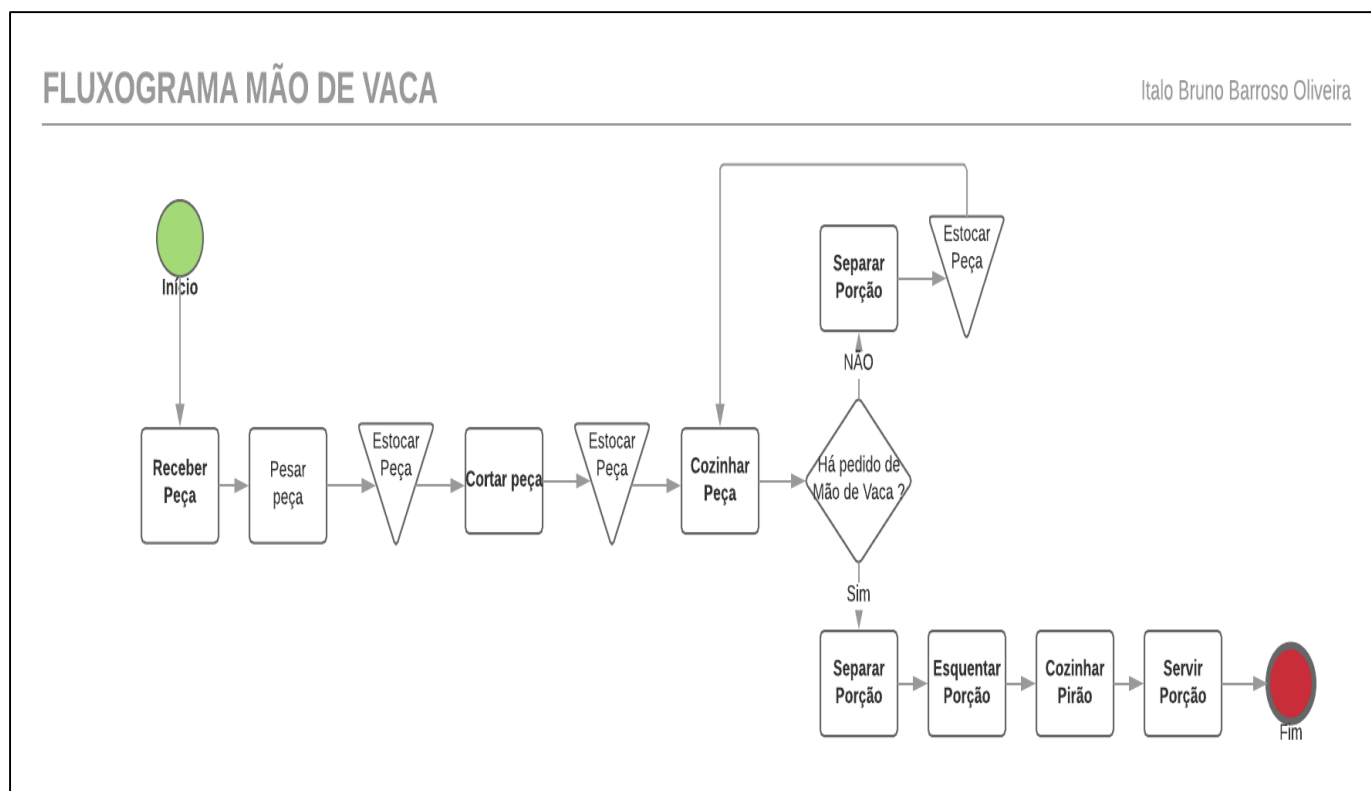 FLUXOGRAMA MÃO DE VACA
Italo Bruno Barroso Oliveira
Início
Receber
Peça
Pesar
peça
Estocar
Peça
Cortar peça
Estocar
Peça
Cozinhar
Peça
Há pedido de
Mão de Vaca ?
NÃO
Separar
Porção
Estocar
Peça
Sim
Separar
Porção
Esquentar
Porção
Cozinhar
Pirão
Servir
Porção
Fim